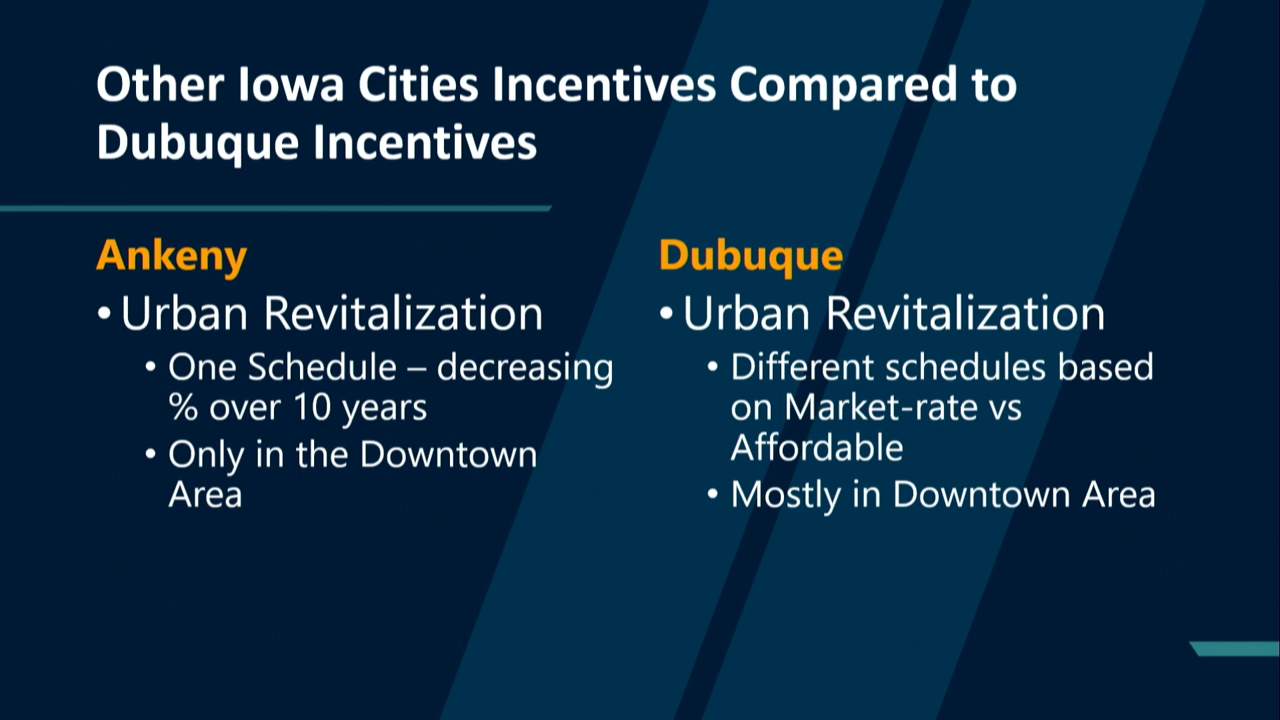 Other Iowa Cities Incentives Compared to
Dubuque Incentives
Ankeny
• Urban Revitalization
• One Schedule – decreasing
% over 10 years
• Only in the Downtown
Area
Dubuque
• Urban Revitalization
• Different schedules based
on Market-rate vs
Affordable
• Mostly in Downtown Area